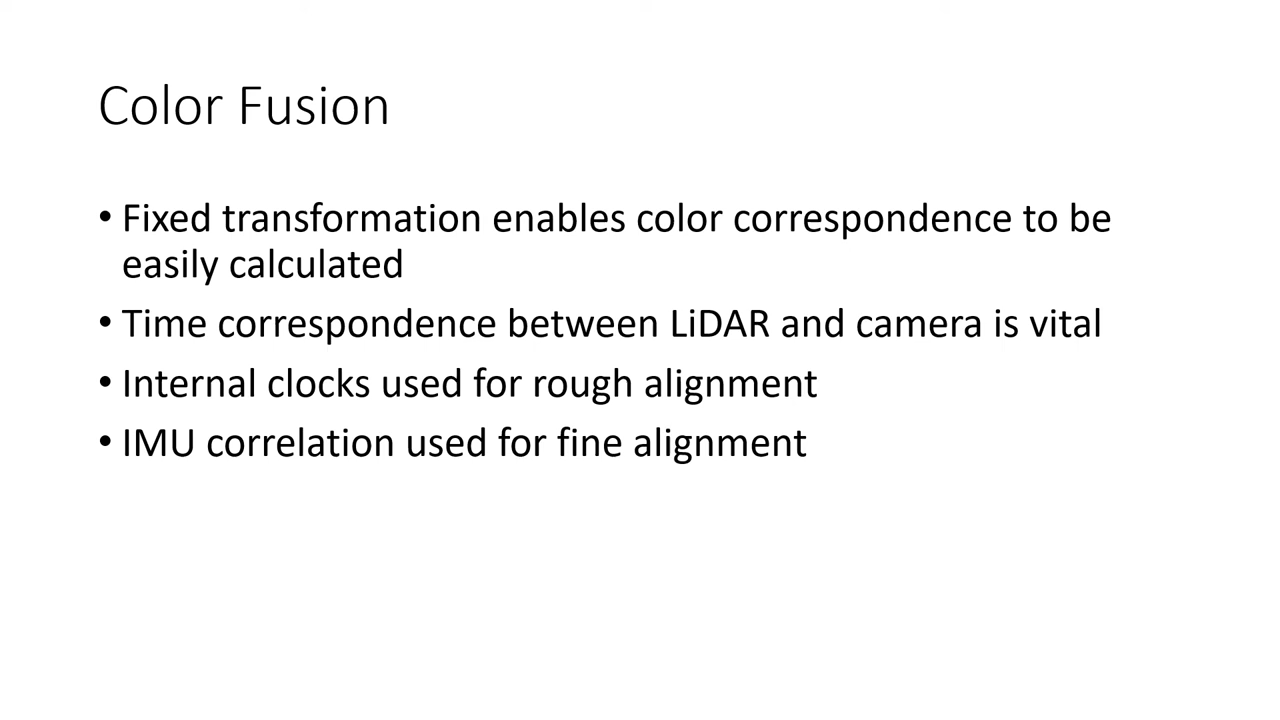 Color Fusion
• Fixed transformation enables color correspondence to be
easily calculated
• Time correspondence between LiDAR and camera is vital
• Internal clocks used for rough alignment
• IMU correlation used for fine alignment